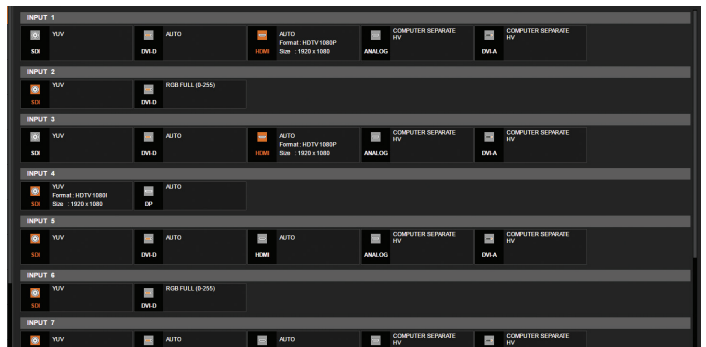 INPUT 1
SDI YUV
DVI-D AUTO
HDMI AUTO
Format : HDTV 1080P
Size : 1920 x 1080
ANALOG COMPUTER SEPARATE
HV
DVI-A COMPUTER SEPARATE
HV
INPUT 2
SDI YUV
DVI-D RGB FULL (0-255)
INPUT 3
SDI YUV
DVI-D AUTO
HDMI AUTO
Format : HDTV 1080P
Size : 1920 x 1080
ANALOG COMPUTER SEPARATE
HV
DVI-A COMPUTER SEPARATE
HV
INPUT 4
SDI YUV
Format : HDTV 1080I
Size : 1920 x 1080
DP AUTO
INPUT 5
SDI YUV
DVI-D AUTO
HDMI AUTO
ANALOG COMPUTER SEPARATE
HV
DVI-A COMPUTER SEPARATE
HV
INPUT 6
SDI YUV
DVI-D RGB FULL (0-255)
INPUT 7
YUV
AUTO
AUTO
COMPUTER SEPARATE
HV
COMPUTER SEPARATE
HV